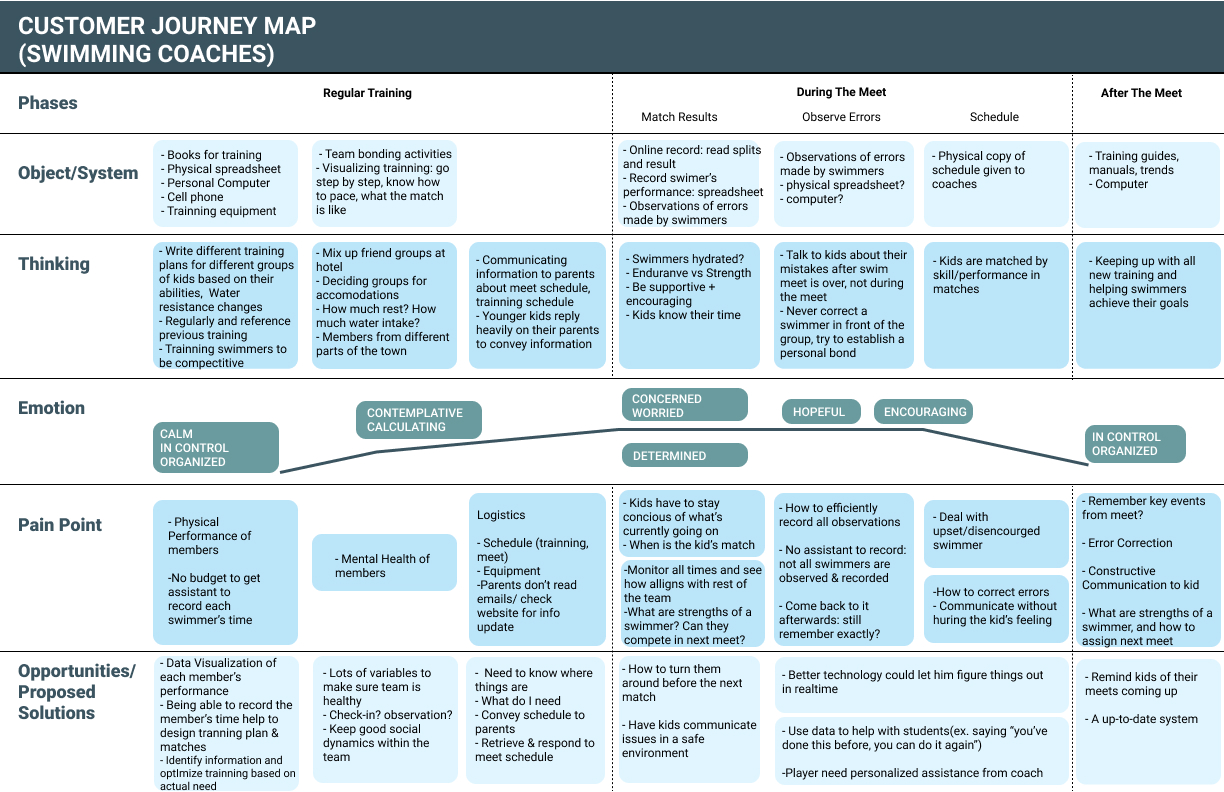 CUSTOMER JOURNEY MAP
(SWIMMING COACHES)
Phases
Regular Training
During The Meet
After The Meet
Match Results
Observe Errors
Schedule
Object/System
- Books for training
- Physical spreadsheet
- Personal Computer
- Cell phone
- Trainning equipment
- Team bonding activities
- Visualizing trainning: go
step by step, know how
to pace, what the match
is like
- Online record: read splits
and result
- Record swimer's
performance: spreadsheet
- Observations of errors
made by swimmers
- Observations of errors
made by swimmers
- physical spreadsheet?
- computer?
- Physical copy of
schedule given to
coaches
- Training guides,
manuals, trends
- Computer
Thinking
- Write different training
plans for different groups
of kids based on their
abilities,  Water
resistance changes
- Regularly and reference
previous training
- Trainning swimmers to
be compectitive
- Mix up friend groups at
hotel
- Deciding groups for
accomodations
- How much rest? How
much water intake?
- Members from different
parts of the town
- Communicating
information to parents
about meet schedule,
trainning schedule
- Younger kids reply
heavily on their parents
to convey information
- Swimmers hydrated?
- Enduranve vs Strength
- Be supportive +
encouraging
- Kids know their time
- Talk to kids about their
mistakes after swim
meet is over, not during
the meet
- Never correct a
swimmer in front of the
group, try to establish a
personal bond
- Kids are matched by
skill/performance in
matches
- Keeping up with all
new training and
helping swimmers
achieve their goals
Emotion
CALM
IN CONTROL
ORGANIZED
CONTEMPLATIVE
CALCULATING
CONCERNED
WORRIED
DETERMINED
HOPEFUL
ENCOURAGING
IN CONTROL
ORGANIZED
Pain Point
- Physical
Performance of
members
-No budget to get
assistant to
record each
swimmer's time
- Mental Health of
members
Logistics
- Schedule (trainning,
meet)
- Equipment
-Parents don't read
emails/ check
website for info
update
- Kids have to stay
concious of what's
currently going on
- When is the kid's match
-Monitor all times and see
how alligns with rest of
the team
-What are strengths of a
swimmer? Can they
compete in next meet?
- How to efficiently
record all observations
- No assistant to record:
not all swimmers are
observed & recorded
- Come back to it
afterwards: still
remember exactly?
- Deal with
upset/disencourged
swimmer
-How to correct errors
- Communicate without
huring the kid's feeling
- Remember key events
from meet?
- Error Correction
- Constructive
Communication to kid
- What are strengths of a
swimmer, and how to
assign next meet
Opportunities/
Proposed
Solutions
- Data Visualization of
each member's
performance
- Being able to record the
member's time help to
design tranning plan &
matches
- Identify information and
optimize trainning based on
actual need
- Lots of variables to
make sure team is
healthy
- Check-in? observation?
- Keep good social
dynamics within the
team
-  Need to know where
things are
- What do I need
- Convey schedule to
parents
- Retrieve & respond to
meet schedule
- How to turn them
around before the next
match
- Have kids communicate
issues in a safe
environment
- Better technology could let him figure things out
in realtime
- Use data to help with students(ex. saying "you've
done this before, you can do it again")
-Player need personalized assistance from coach
- Remind kids of their
meets coming up
- A up-to-date system